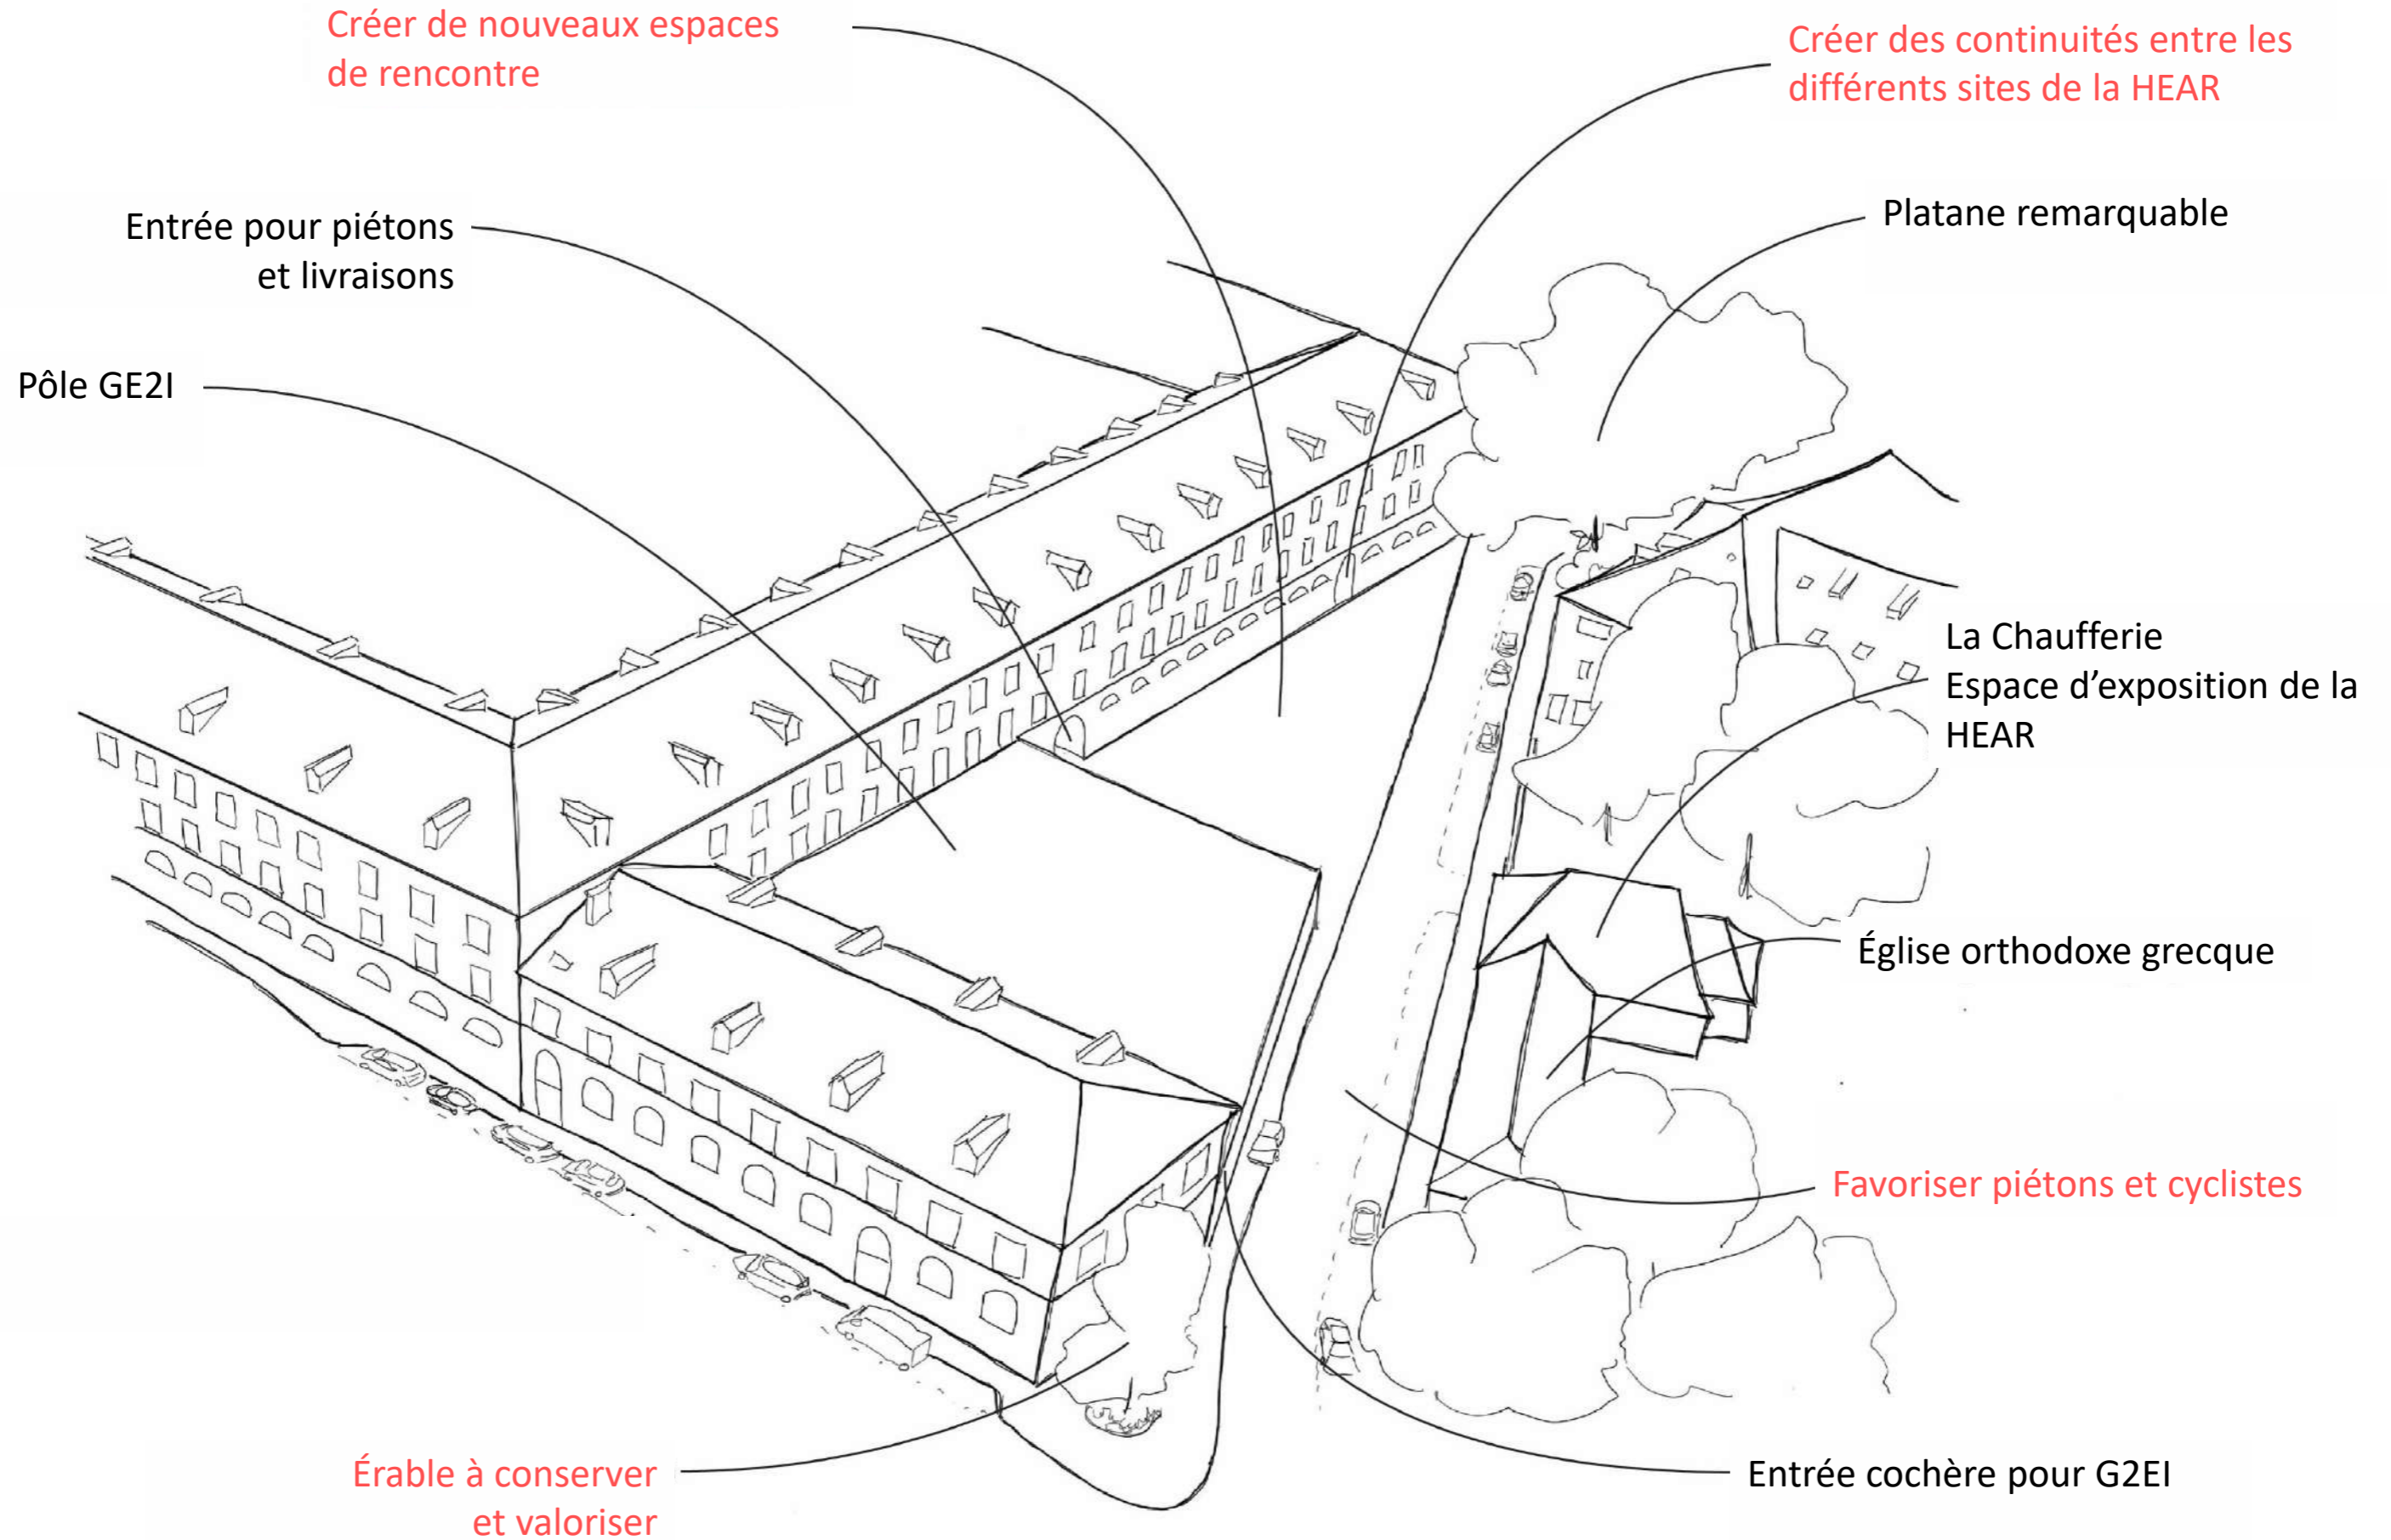 Créer de nouveaux espaces
de rencontre
Créer des continuités entre les
différents sites de la HEAR
Entrée pour piétons
et livraisons
Platane remarquable
Pôle GE2I
La Chaufferie
Espace d’exposition de la
HEAR
Église orthodoxe grecque
Favoriser piétons et cyclistes
Érable à conserver
et valoriser
Entrée cochère pour G2EI